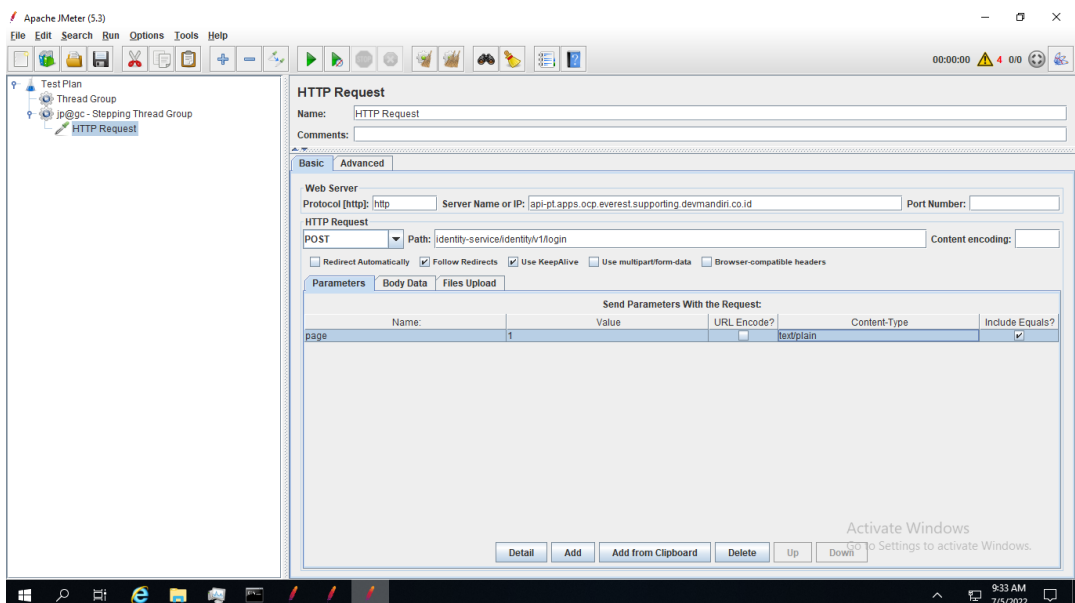 Apache JMeter (5.3)
File Edit Search Run Options Tools Help
00:00:00 4 0/0
Test Plan
Thread Group
jp@gc - Stepping Thread Group
HTTP Request
HTTP Request
Name: HTTP Request
Comments:
Basic Advanced
Web Server
Protocol [http]: http Server Name or IP: api-pt.apps.ocp.everest.supporting.devmandiri.co.id Port Number:
HTTP Request
POST Path: identity-service/identity/v1/login Content encoding:
Redirect Automatically Follow Redirects Use KeepAlive Use multipart/form-data Browser-compatible headers
Parameters Body Data Files Upload
Send Parameters With the Request:
Name: Value URL Encode? Content-Type Include Equals?
page 1 text/plain
Activate Windows
Go to Settings to activate Windows.
Detail Add Add from Clipboard Delete Up Down
9:33 AM
7/5/2022